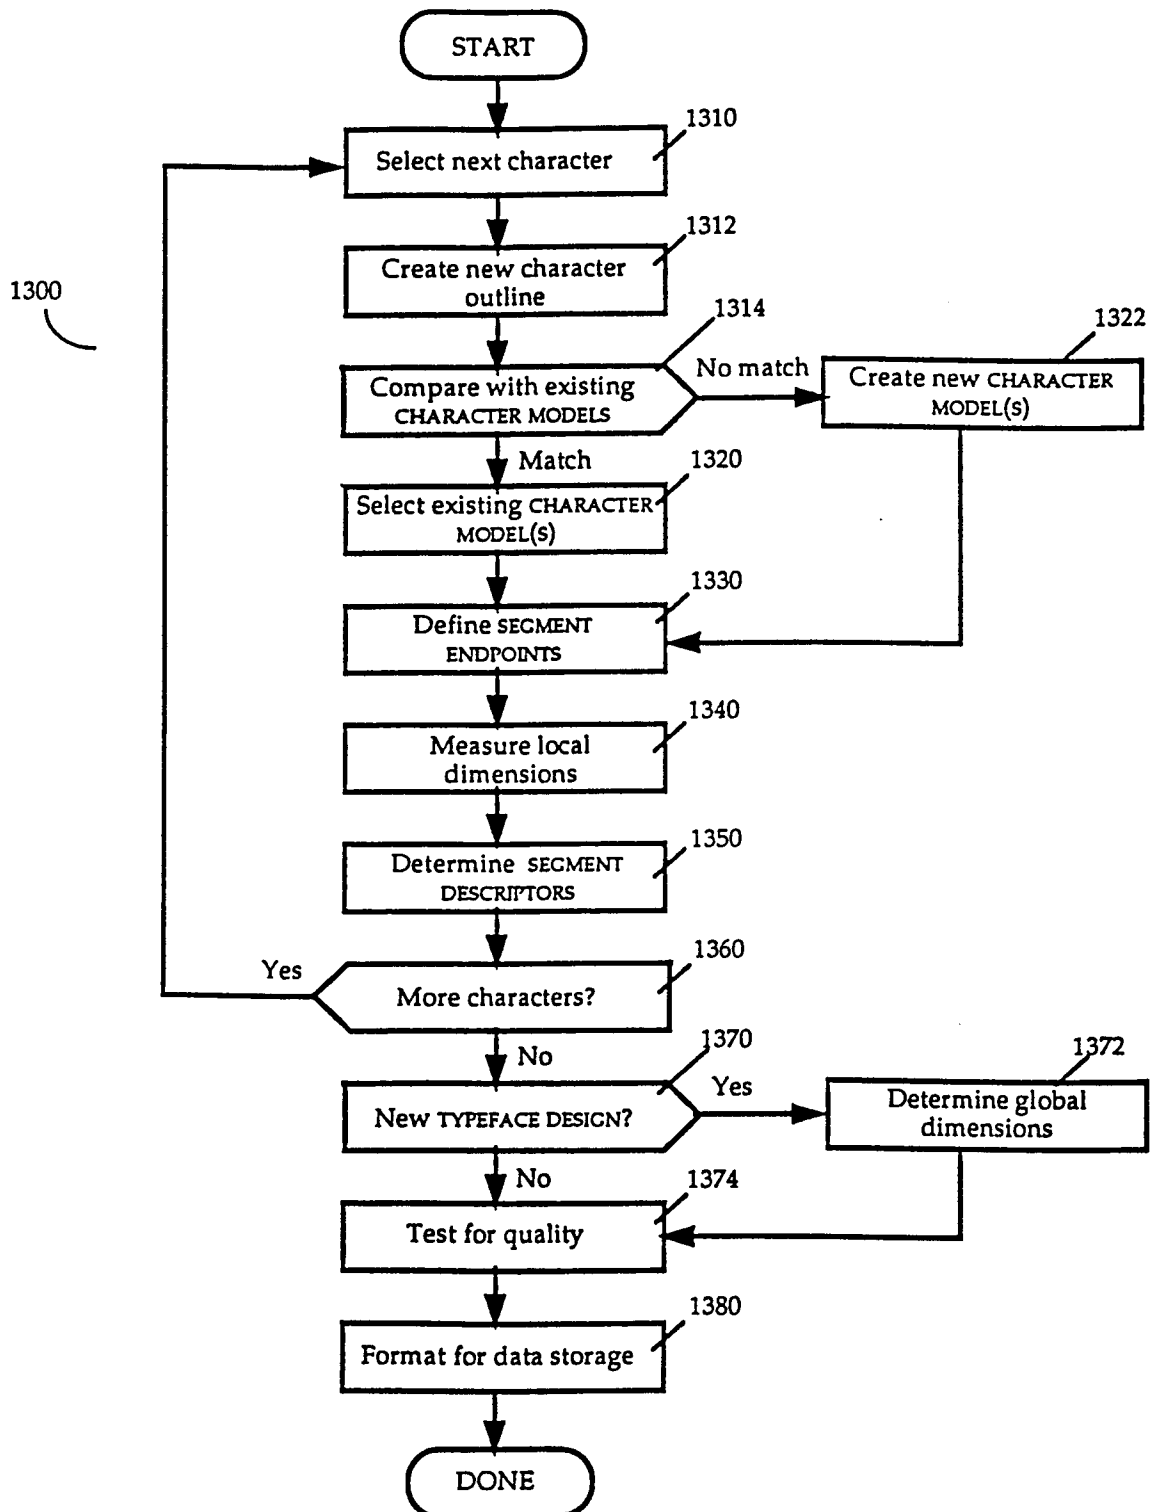 START
1310
Select next character
1312
Create new character
outline
1300
1314
1322
No match
Compare with existing
CHARACTER MODELS
Create new CHARACTER
MODEL(S)
Match
1320
Select existing CHARACTER
MODEL(S)
1330
Define SEGMENT
ENDPOINTS
1340
Measure local
dimensions
1350
Determine SEGMENT
DESCRIPTORS
1360
Yes
More characters?
No
1370
1372
Yes
New TYPEFACE DESIGN?
Determine global
dimensions
No
1374
Test for quality
1380
Format for data storage
DONE